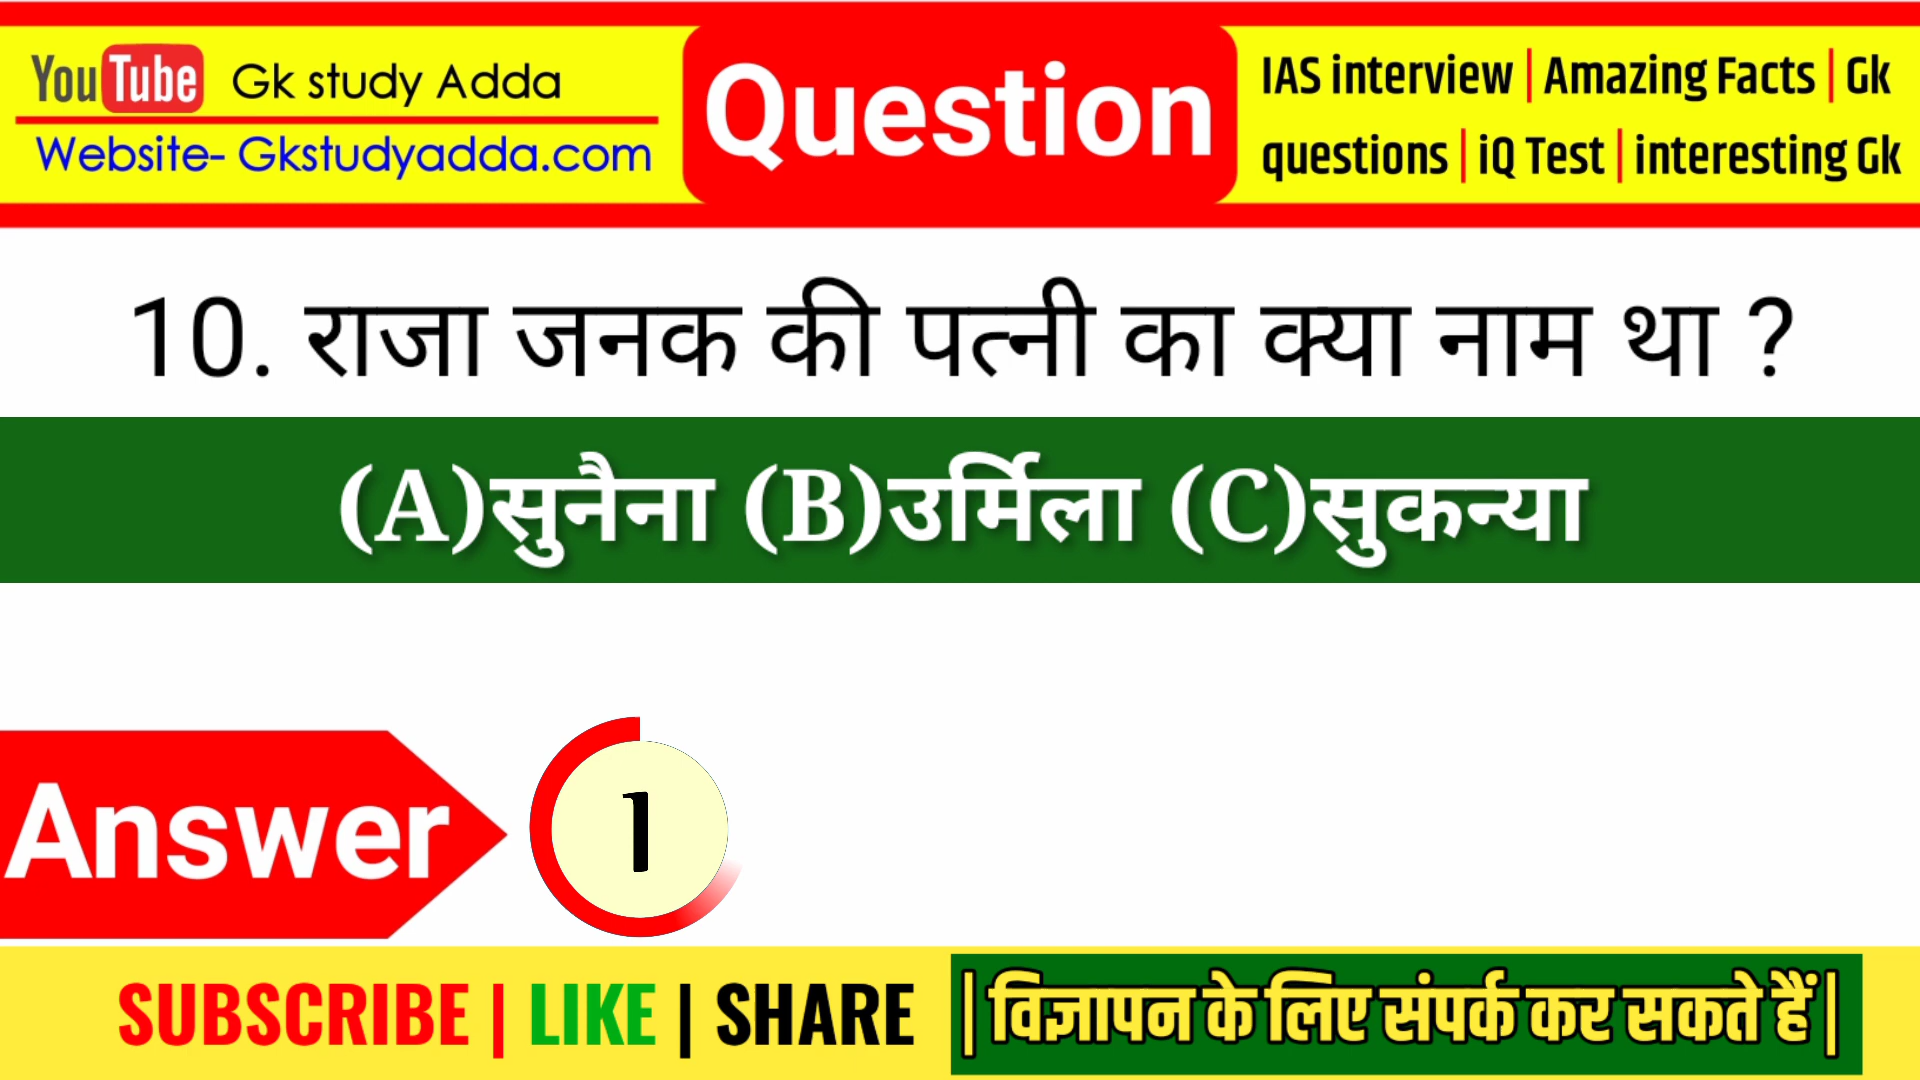 YouTube Gk study Adda
Website- Gkstudyadda.com
Question
IAS interview | Amazing Facts | Gk
questions | iQ Test | interesting Gk
10. राजा जनक की पत्नी का क्या नाम था ?
(A)सुनैना (B)उर्मिला (C)सुकन्या
Answer
1
SUBSCRIBE | LIKE | SHARE
| विज्ञापन के लिए संपर्क कर सकते हैं |